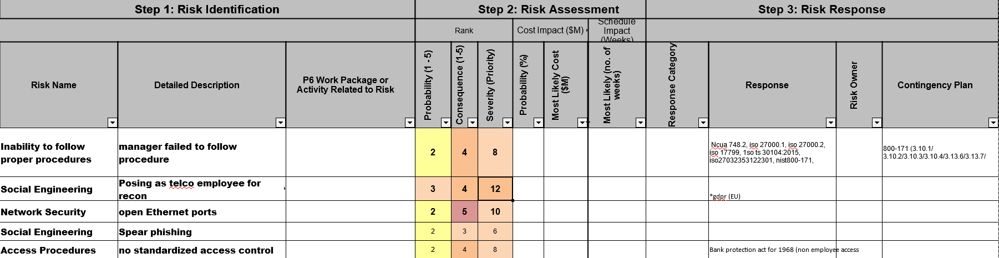 Step 1: Risk Identification
Step 2: Risk Assessment
Step 3: Risk Response
Rank
Cost Impact ($M)
Schedule
Impact
(Weeks)
Risk Name
Detailed Description
P6 Work Package or
Activity Related to Risk
Probability (1 - 5)
Consequence (1-5)
Severity (Priority)
Probability (%)
Most Likely Cost
($M)
Most Likely (no. of
weeks)
Response Category
Response
Risk Owner
Contingency Plan
Inability to follow
proper procedures
manager failed to follow
procedure
2
4
8
Ncua 748.2, iso 27000.1, iso 27000.2,
iso 17799, 1so ts 30104:2015,
iso27032353122301, nist800-171,
800-171 (3.10.1/
3.10.2/3.10.3/3.10.4/3.13.6/3.13.7/
Social Engineering
Posing as telco employee for
recon
3
4
12
*gdpr (EU)
Network Security
open Ethernet ports
2
5
10
Social Engineering
Spear phishing
2
3
6
Access Procedures
no standardized access control
2
4
8
Bank protection act for 1968 (non employee access